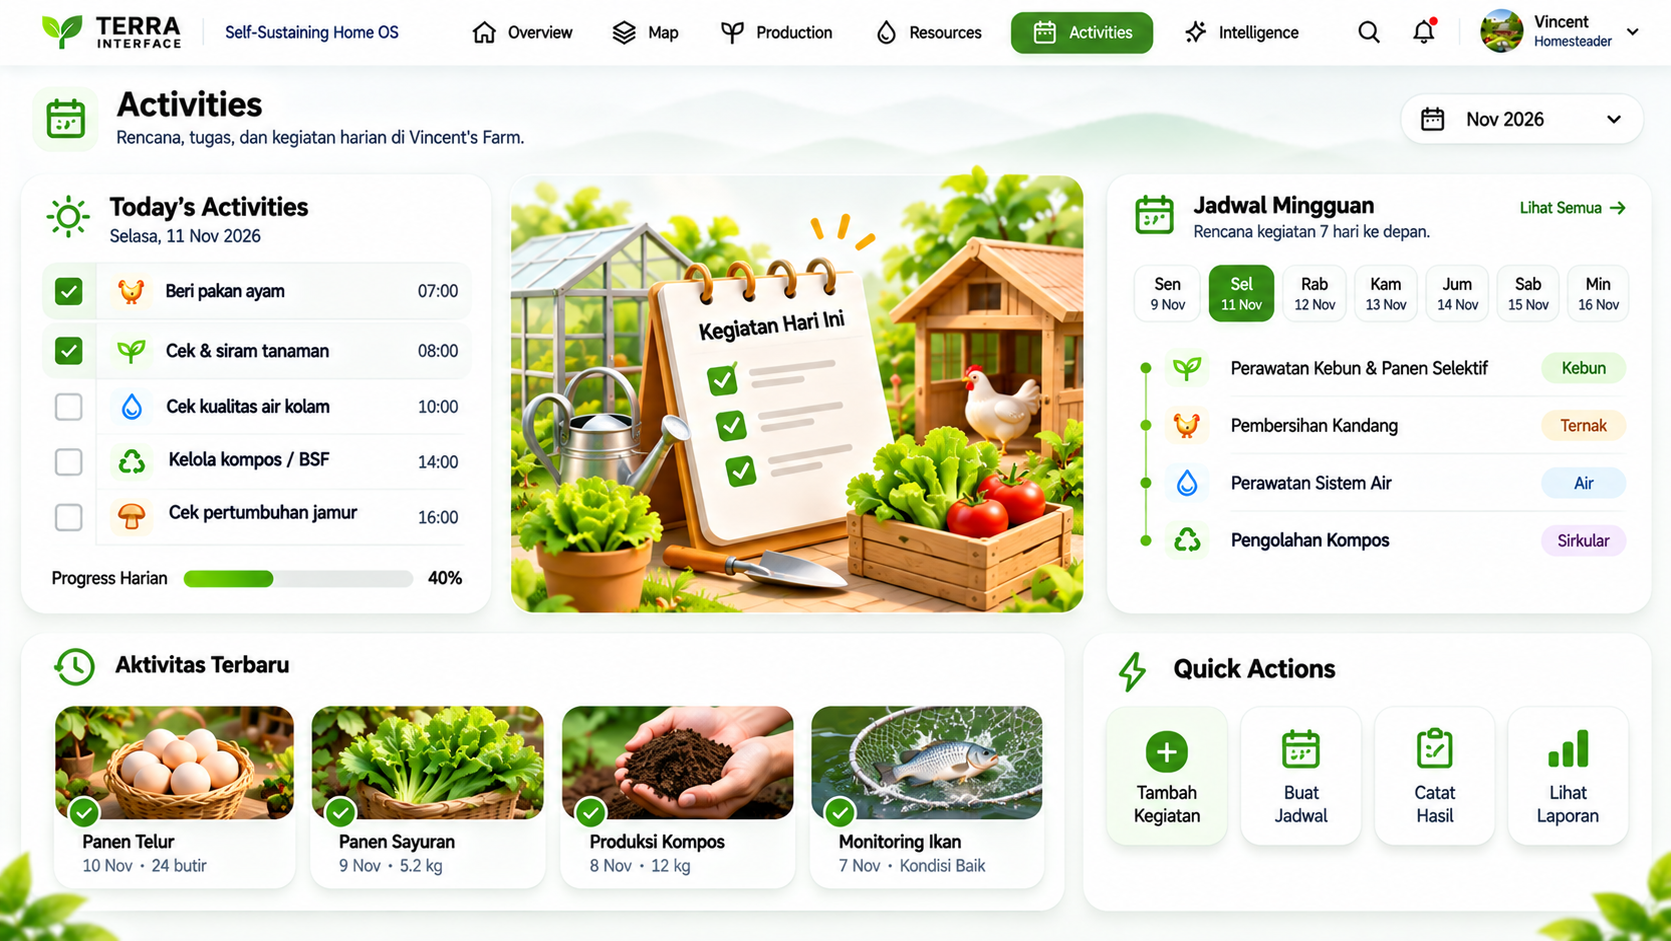 TERRA
INTERFACE
Self-Sustaining Home OS
Overview
Map
Production
Resources
Activities
Intelligence
Vincent
Homesteader
Activities
Rencana, tugas, dan kegiatan harian di Vincent's Farm.
Nov 2026
Today's Activities
Selasa, 11 Nov 2026
Beri pakan ayam 07:00
Cek & siram tanaman 08:00
Cek kualitas air kolam 10:00
Kelola kompos / BSF 14:00
Cek pertumbuhan jamur 16:00
Progress Harian 40%
Kegiatan Hari Ini
Jadwal Mingguan
Lihat Semua →
Rencana kegiatan 7 hari ke depan.
Sen
9 Nov
Sel
11 Nov
Rab
12 Nov
Kam
13 Nov
Jum
14 Nov
Sab
15 Nov
Min
16 Nov
Perawatan Kebun & Panen Selektif Kebun
Pembersihan Kandang Ternak
Perawatan Sistem Air Air
Pengolahan Kompos Sirkular
Aktivitas Terbaru
Panen Telur
10 Nov • 24 butir
Panen Sayuran
9 Nov • 5.2 kg
Produksi Kompos
8 Nov • 12 kg
Monitoring Ikan
7 Nov • Kondisi Baik
Quick Actions
Tambah
Kegiatan
Buat
Jadwal
Catat
Hasil
Lihat
Laporan